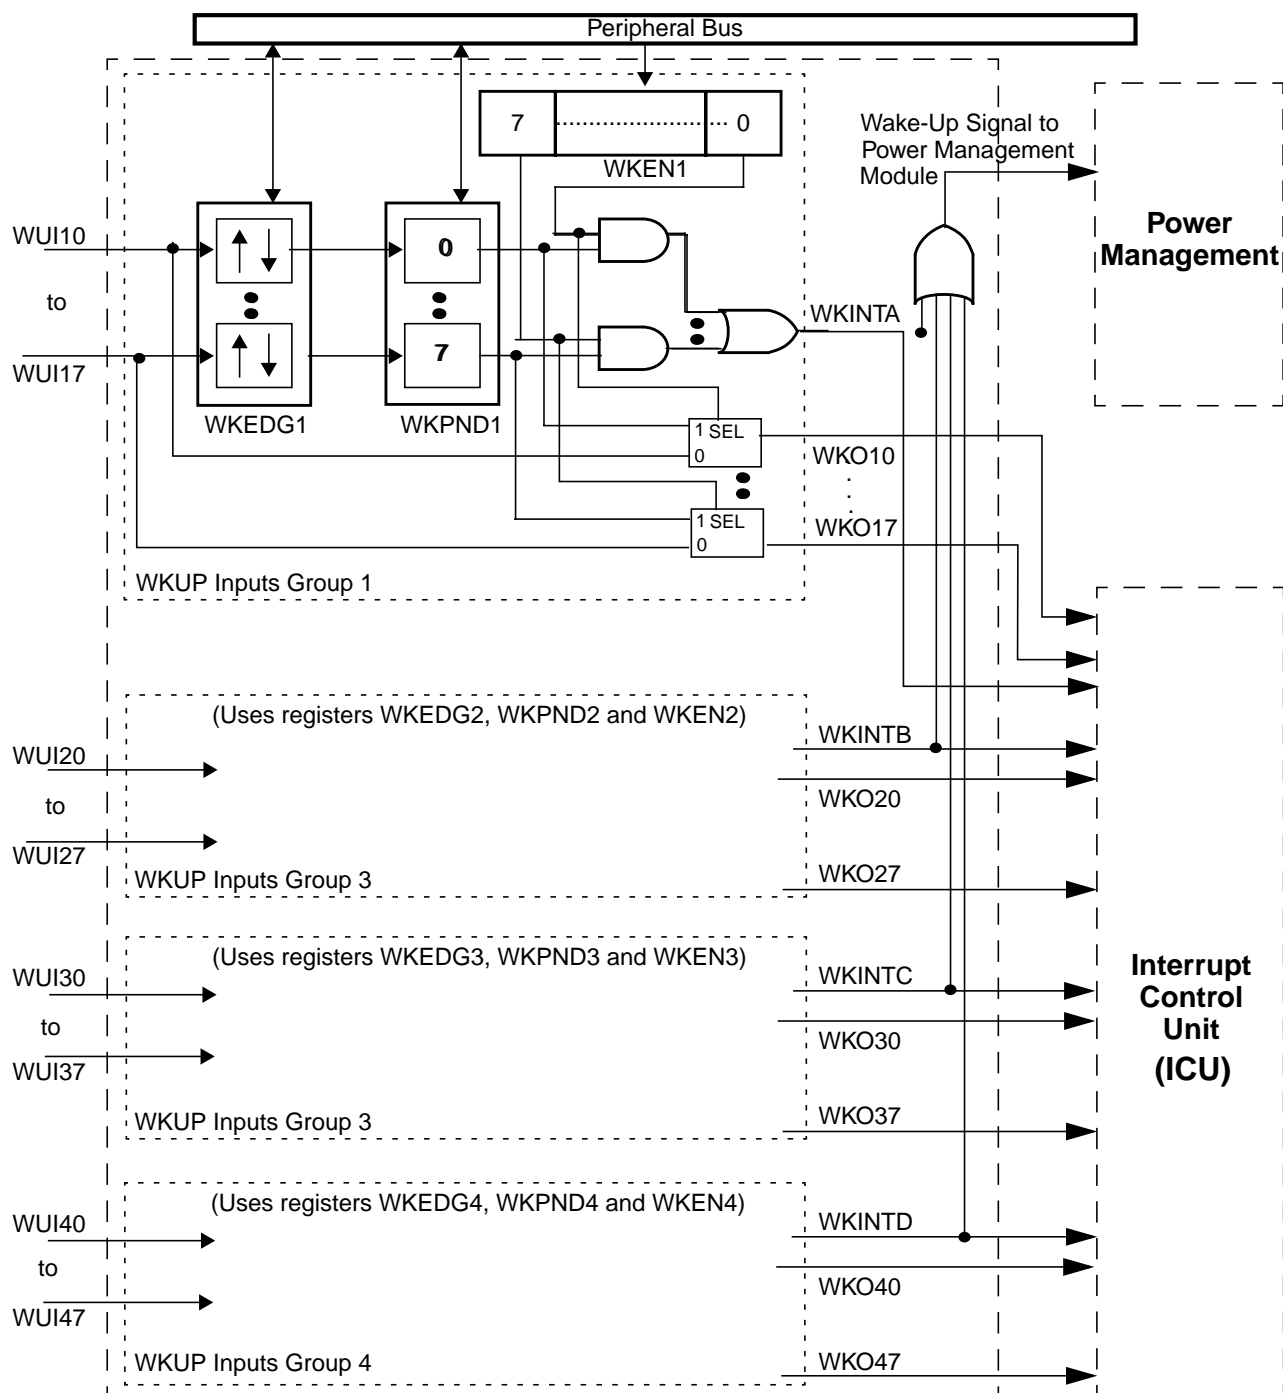 Peripheral Bus
7 0
WKEN1
Wake-Up Signal to
Power Management
Module
Power
Management
WUI10
to
WUI17
0
7
WKEDG1
WKPND1
WKINTA
1 SEL
0
WKO10
1 SEL
0
WKO17
WKUP Inputs Group 1
(Uses registers WKEDG2, WKPND2 and WKEN2)
WUI20
to
WUI27
WKINTB
WKO20
WKO27
WKUP Inputs Group 3
(Uses registers WKEDG3, WKPND3 and WKEN3)
WUI30
to
WUI37
WKINTC
WKO30
WKO37
WKUP Inputs Group 3
Interrupt
Control
Unit
(ICU)
(Uses registers WKEDG4, WKPND4 and WKEN4)
WUI40
to
WUI47
WKINTD
WKO40
WKO47
WKUP Inputs Group 4